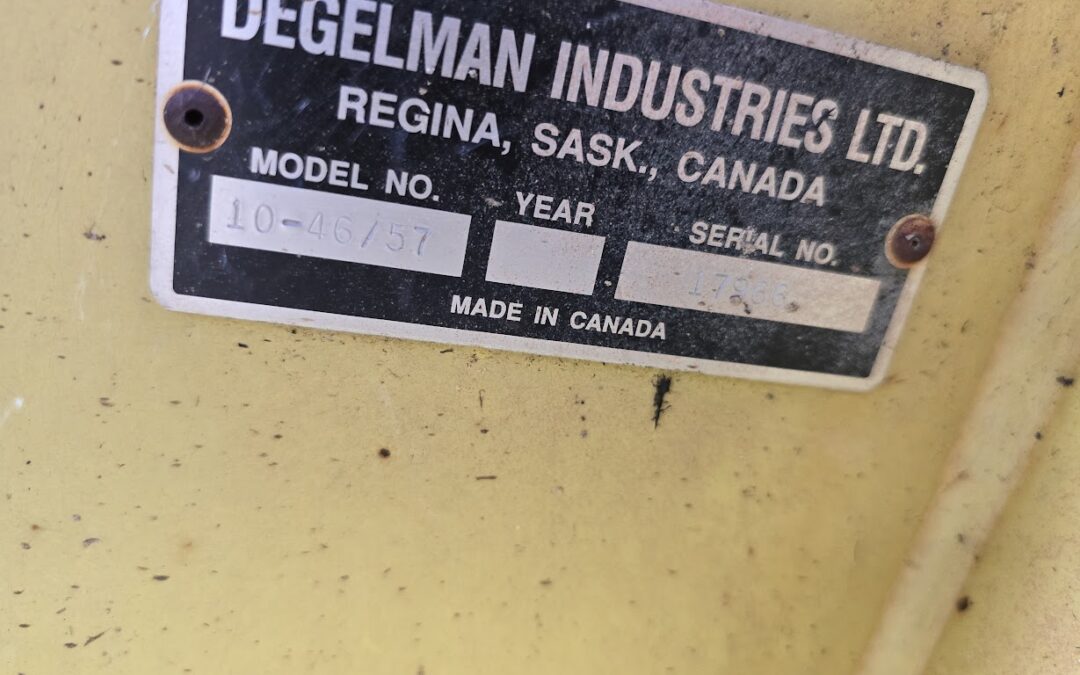 DEGELMAN INDUSTRIES LTD.
REGINA, SASK., CANADA
MODEL NO. YEAR SERIAL NO.
10-46/57
MADE IN CANADA